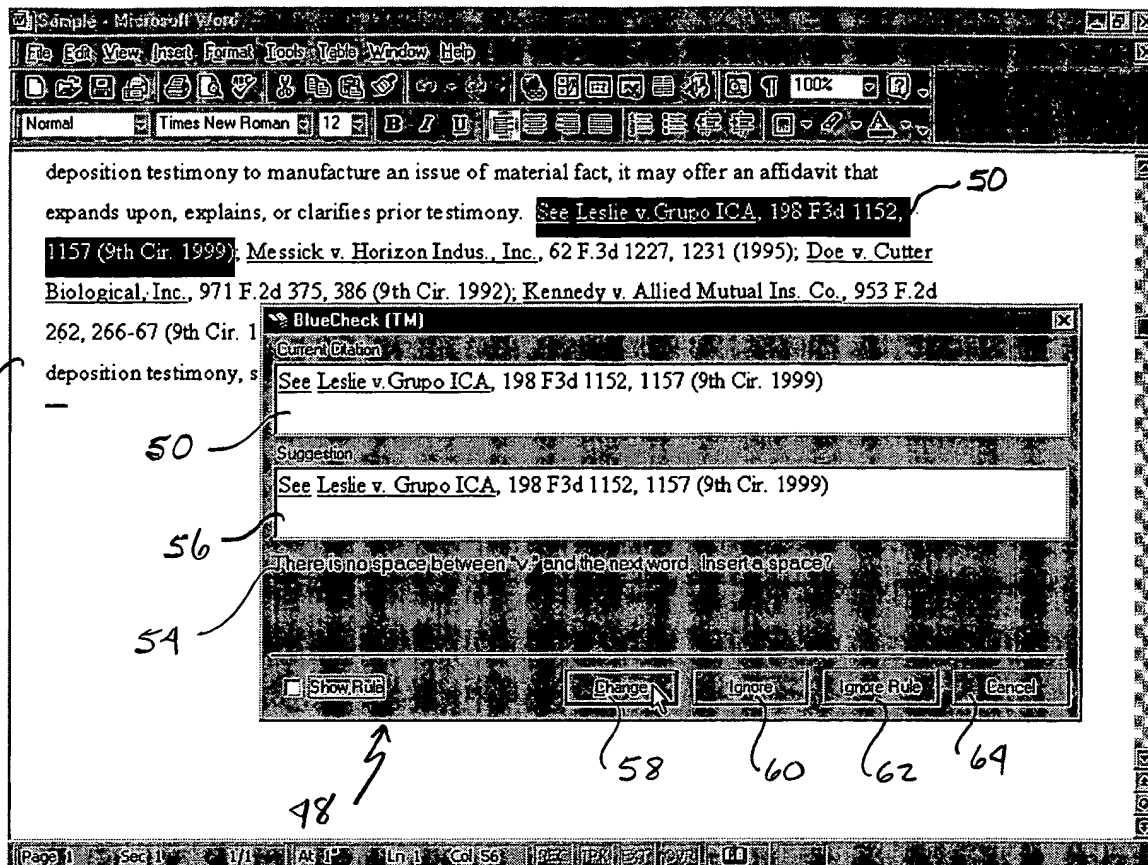 Sample - Microsoft Word
File Edit View Insert Format Tools Table Window Help
100%
Normal Times New Roman 12 B I U
deposition testimony to manufacture an issue of material fact, it may offer an affidavit that
expands upon, explains, or clarifies prior testimony. See Leslie v.Grupo ICA, 198 F3d 1152, 50
1157 (9th Cir. 1999); Messick v. Horizon Indus., Inc., 62 F.3d 1227, 1231 (1995); Doe v. Cutter
Biological, Inc., 971 F.2d 375, 386 (9th Cir. 1992); Kennedy v. Allied Mutual Ins. Co., 953 F.2d
262, 266-67 (9th Cir. 1
deposition testimony, s
BlueCheck (TM)
Current Citation
See Leslie v.Grupo ICA, 198 F3d 1152, 1157 (9th Cir. 1999)
50
Suggestion
See Leslie v. Grupo ICA, 198 F3d 1152, 1157 (9th Cir. 1999)
56
There is no space between "v." and the next word. Insert a space?
54
Show Rule Change Ignore Ignore Rule Cancel
58 60 62 64
48
Page 1 Sec 1 1/1 At 1" Ln 1 Col 56 REC TRK EXT OVR